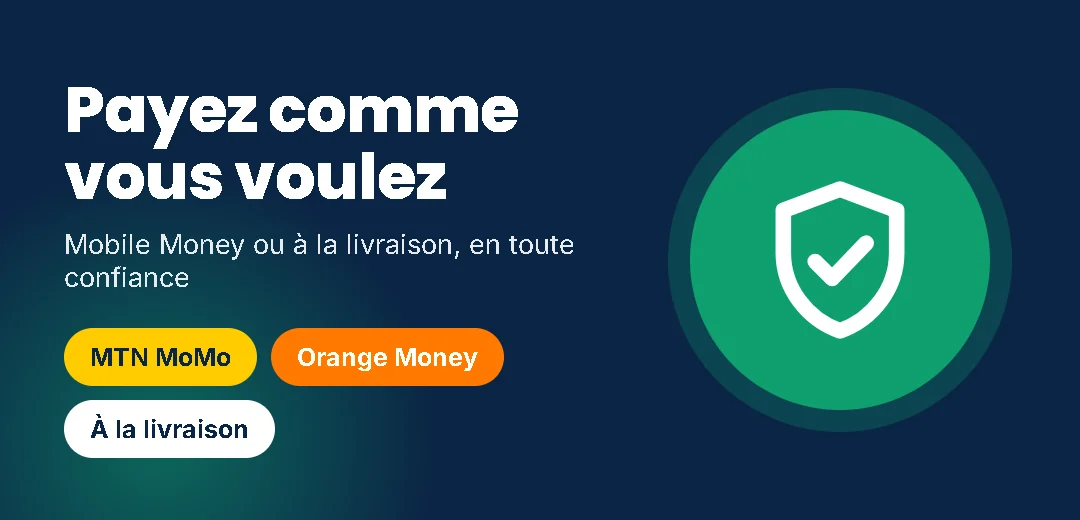 Payez comme
vous voulez
Mobile Money ou à la livraison, en toute
confiance
MTN MoMo
Orange Money
À la livraison